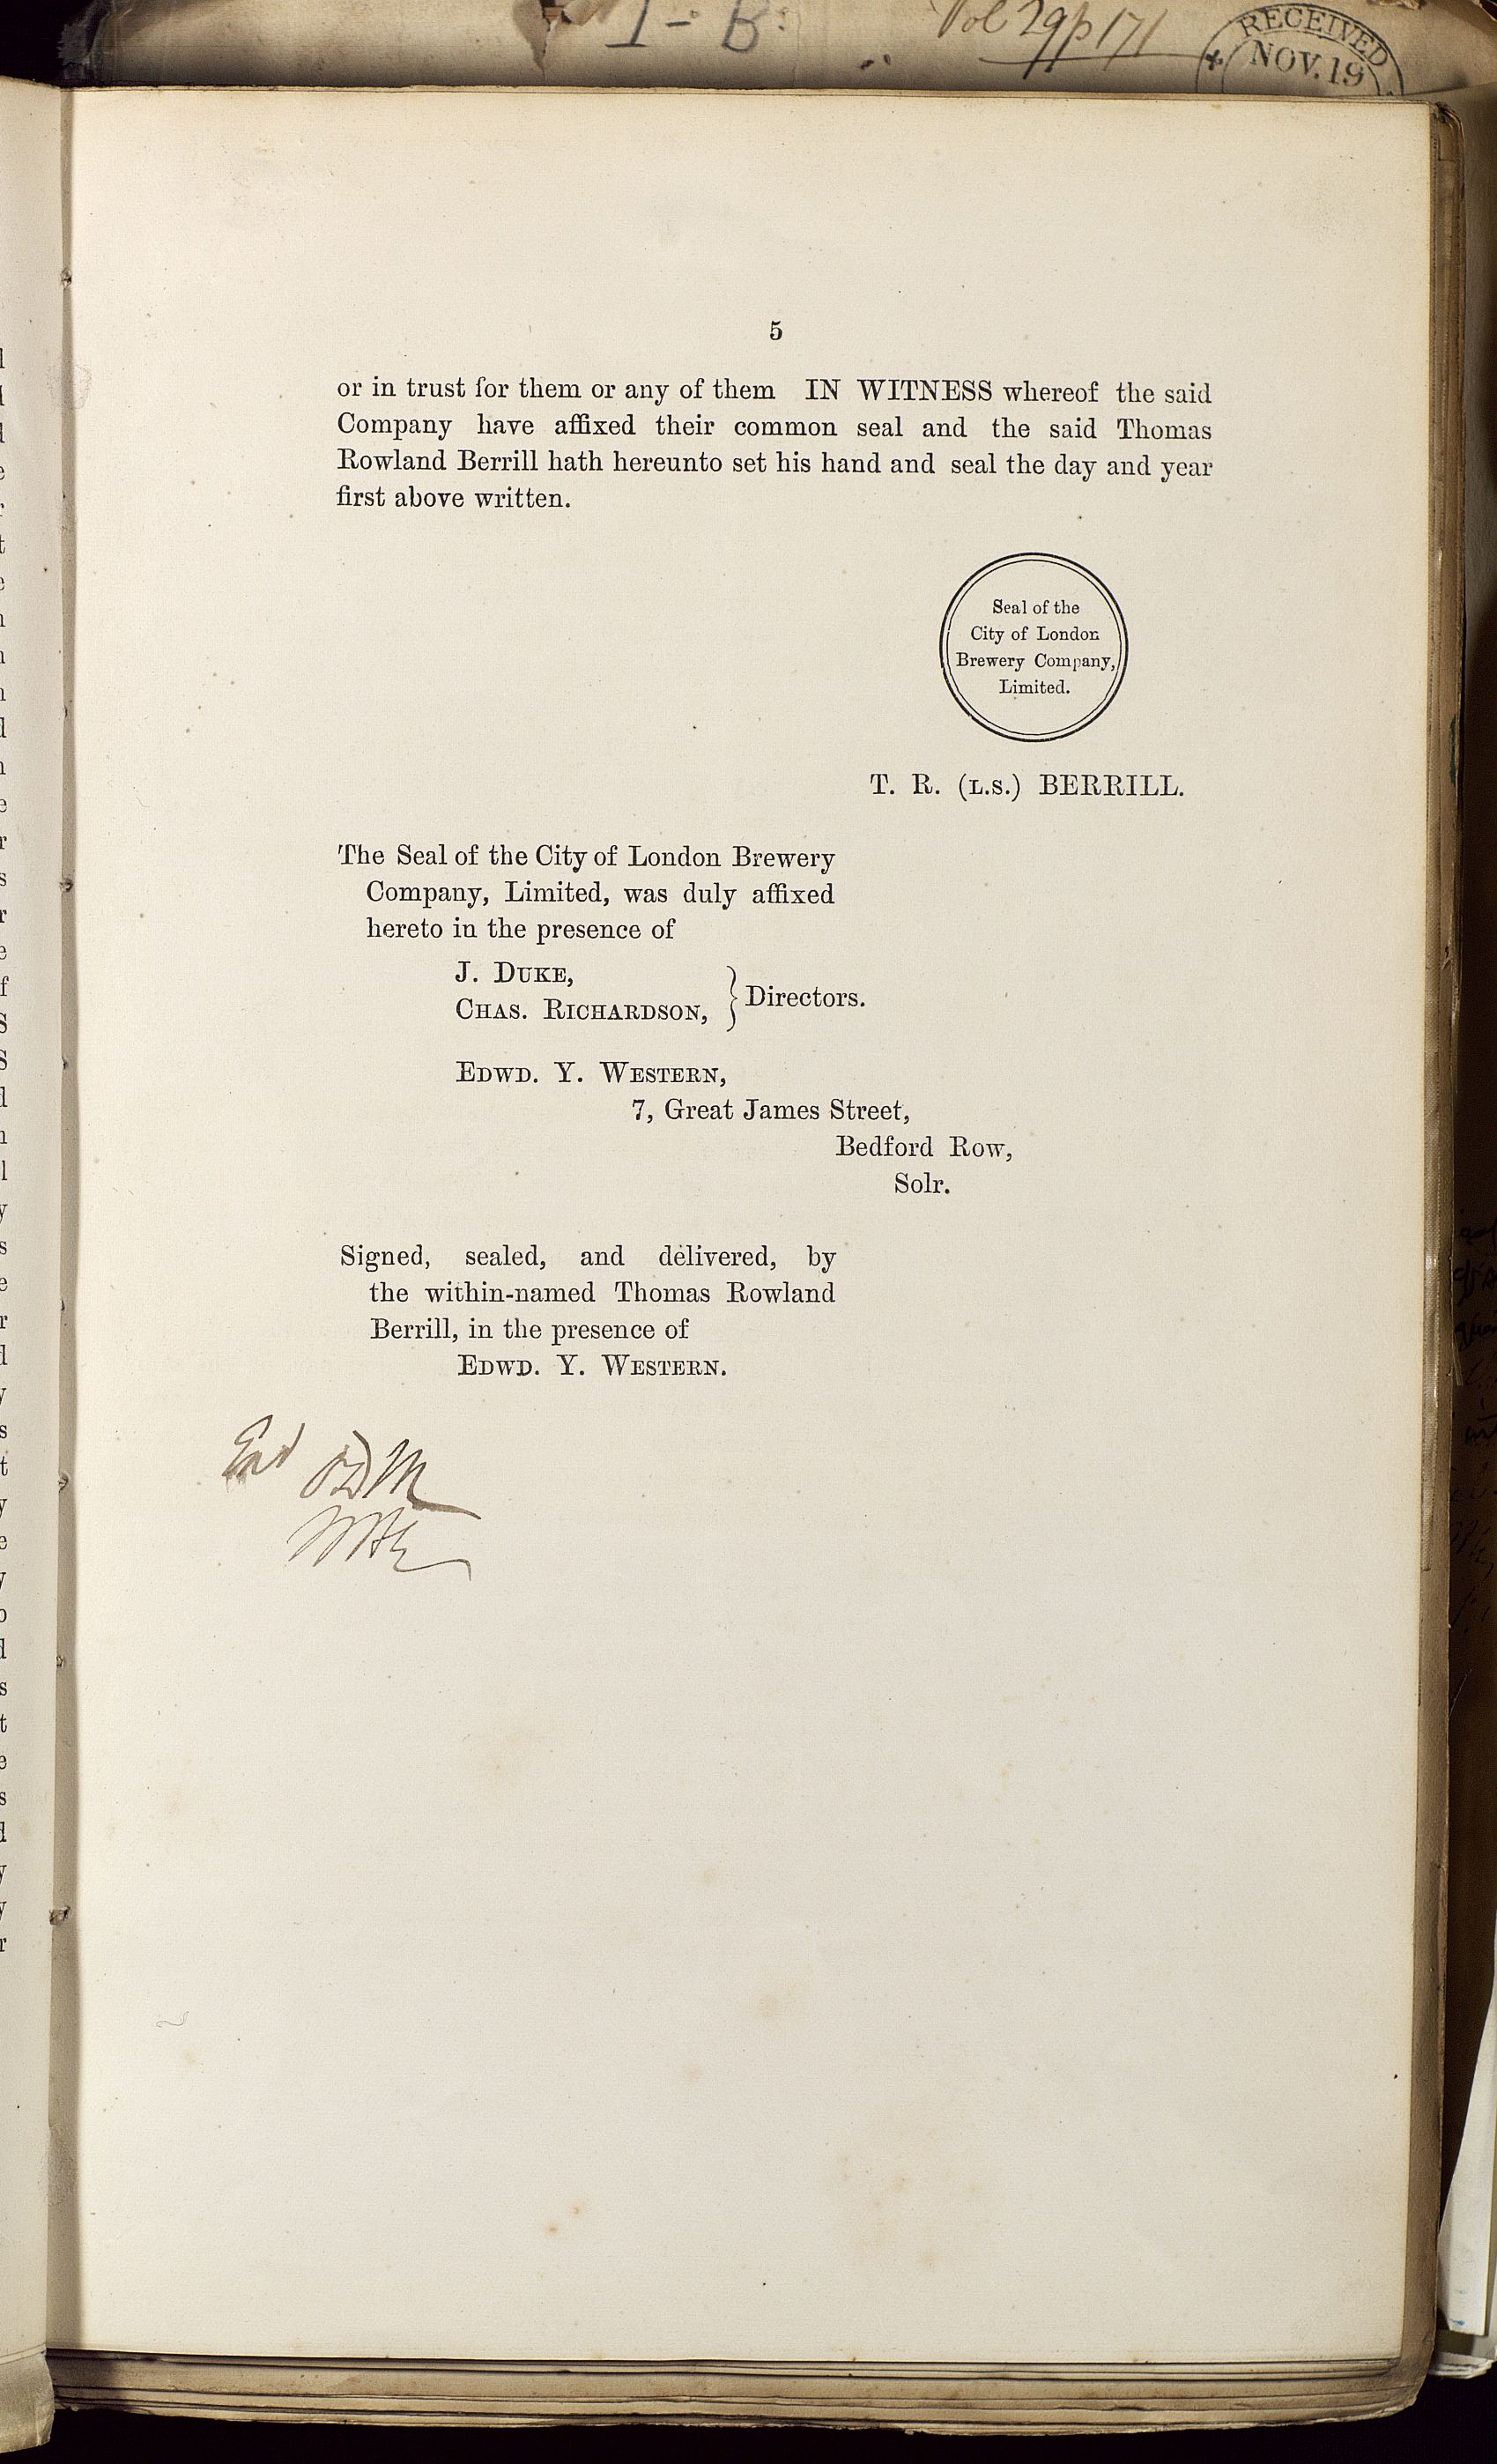 Vol 29 p 171
RECEIVED
NOV. 19
5
or in trust for them or any of them IN WITNESS whereof the said
Company have affixed their common seal and the said Thomas
Rowland Berrill hath hereunto set his hand and seal the day and year
first above written.
Seal of the
City of London
Brewery Company,
Limited.
T. R. (L.S.) BERRILL.
The Seal of the City of London Brewery
Company, Limited, was duly affixed
hereto in the presence of
J. DUKE,
CHAS. RICHARDSON, } Directors.
EDWD. Y. WESTERN,
7, Great James Street,
Bedford Row,
Solr.
Signed, sealed, and delivered, by
the within-named Thomas Rowland
Berrill, in the presence of
EDWD. Y. WESTERN.